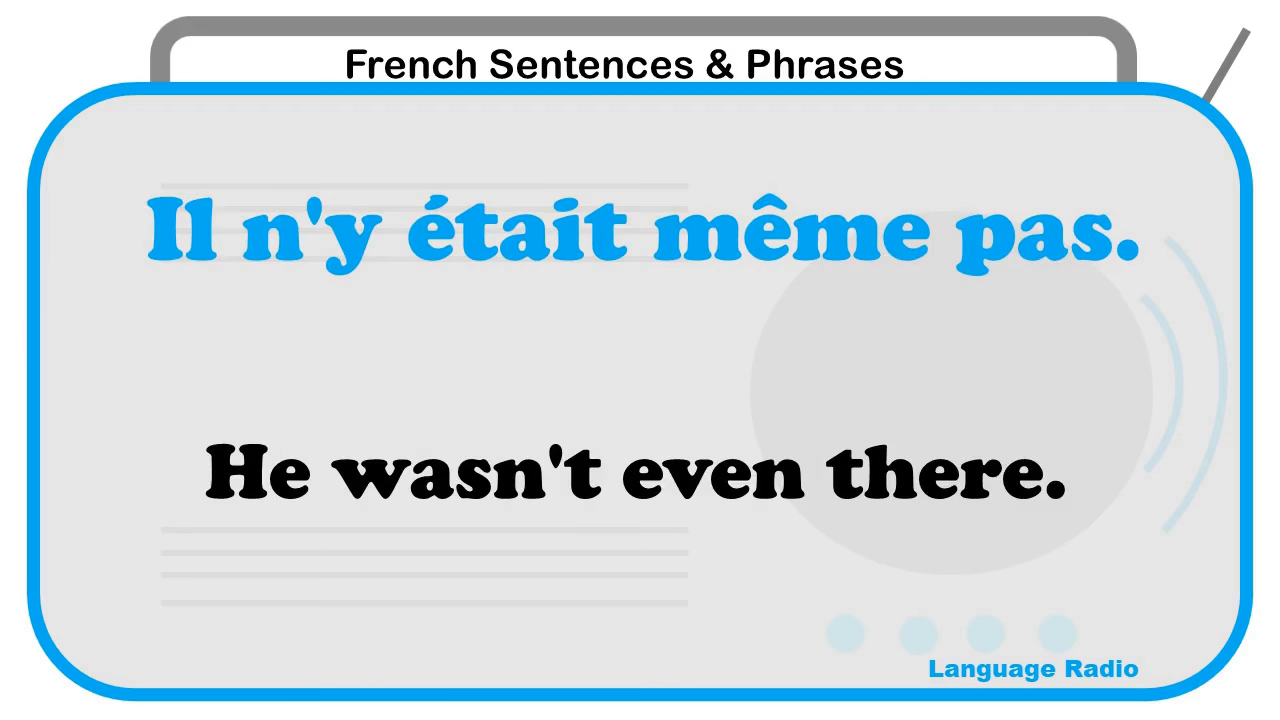 French Sentences & Phrases
Il n'y était même pas.
He wasn't even there.
Language Radio